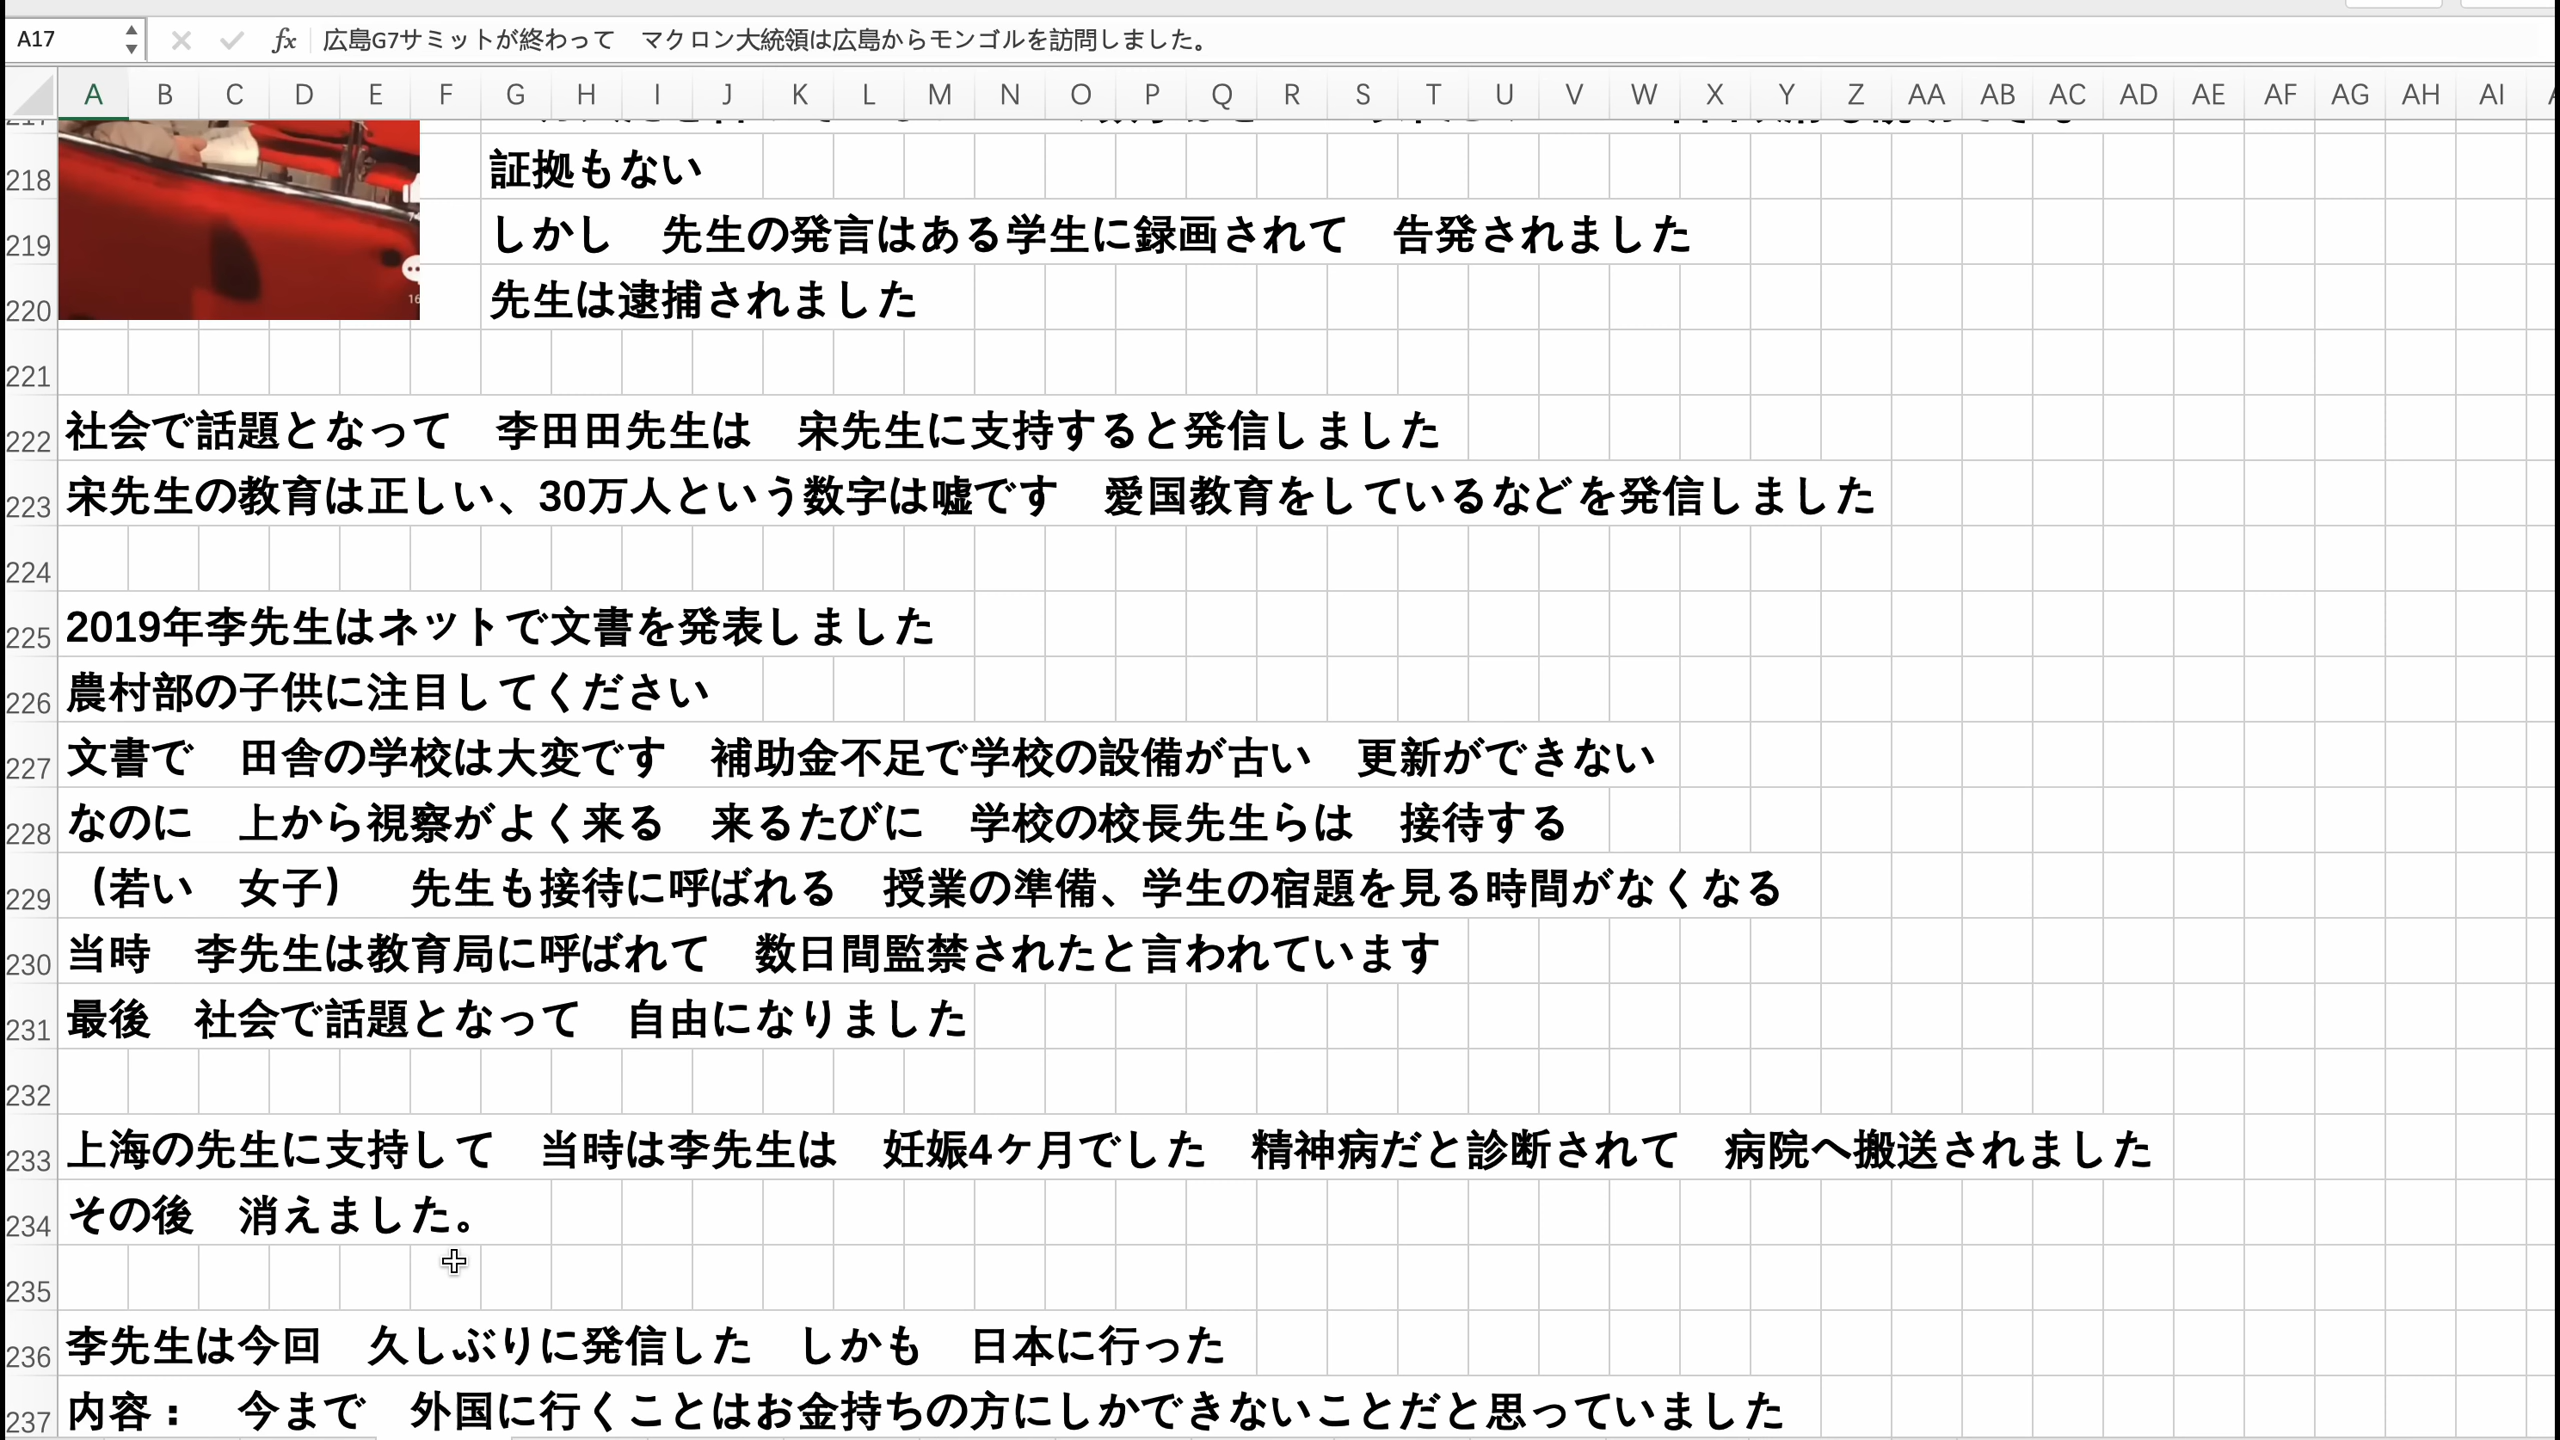 A17
fx 広島G7サミットが終わって　マクロン大統領は広島からモンゴルを訪問しました。
A B C D E F G H I J K L M N O P Q R S T U V W X Y Z AA AB AC AD AE AF AG AH AI
218 証拠もない
219 しかし　先生の発言はある学生に録画されて　告発されました
220 先生は逮捕されました
221
222 社会で話題となって　李田田先生は　宋先生に支持すると発信しました
223 宋先生の教育は正しい、30万人という数字は嘘です　愛国教育をしているなどを発信しました
224
225 2019年李先生はネットで文書を発表しました
226 農村部の子供に注目してください
227 文書で　田舎の学校は大変です　補助金不足で学校の設備が古い　更新ができない
228 なのに　上から視察がよく来る　来るたびに　学校の校長先生らは　接待する
229 （若い　女子）　先生も接待に呼ばれる　授業の準備、学生の宿題を見る時間がなくなる
230 当時　李先生は教育局に呼ばれて　数日間監禁されたと言われています
231 最後　社会で話題となって　自由になりました
232
233 上海の先生に支持して　当時は李先生は　妊娠4ケ月でした　精神病だと診断されて　病院へ搬送されました
234 その後　消えました。
235
236 李先生は今回　久しぶりに発信した　しかも　日本に行った
237 内容：　今まで　外国に行くことはお金持ちの方にしかできないことだと思っていました